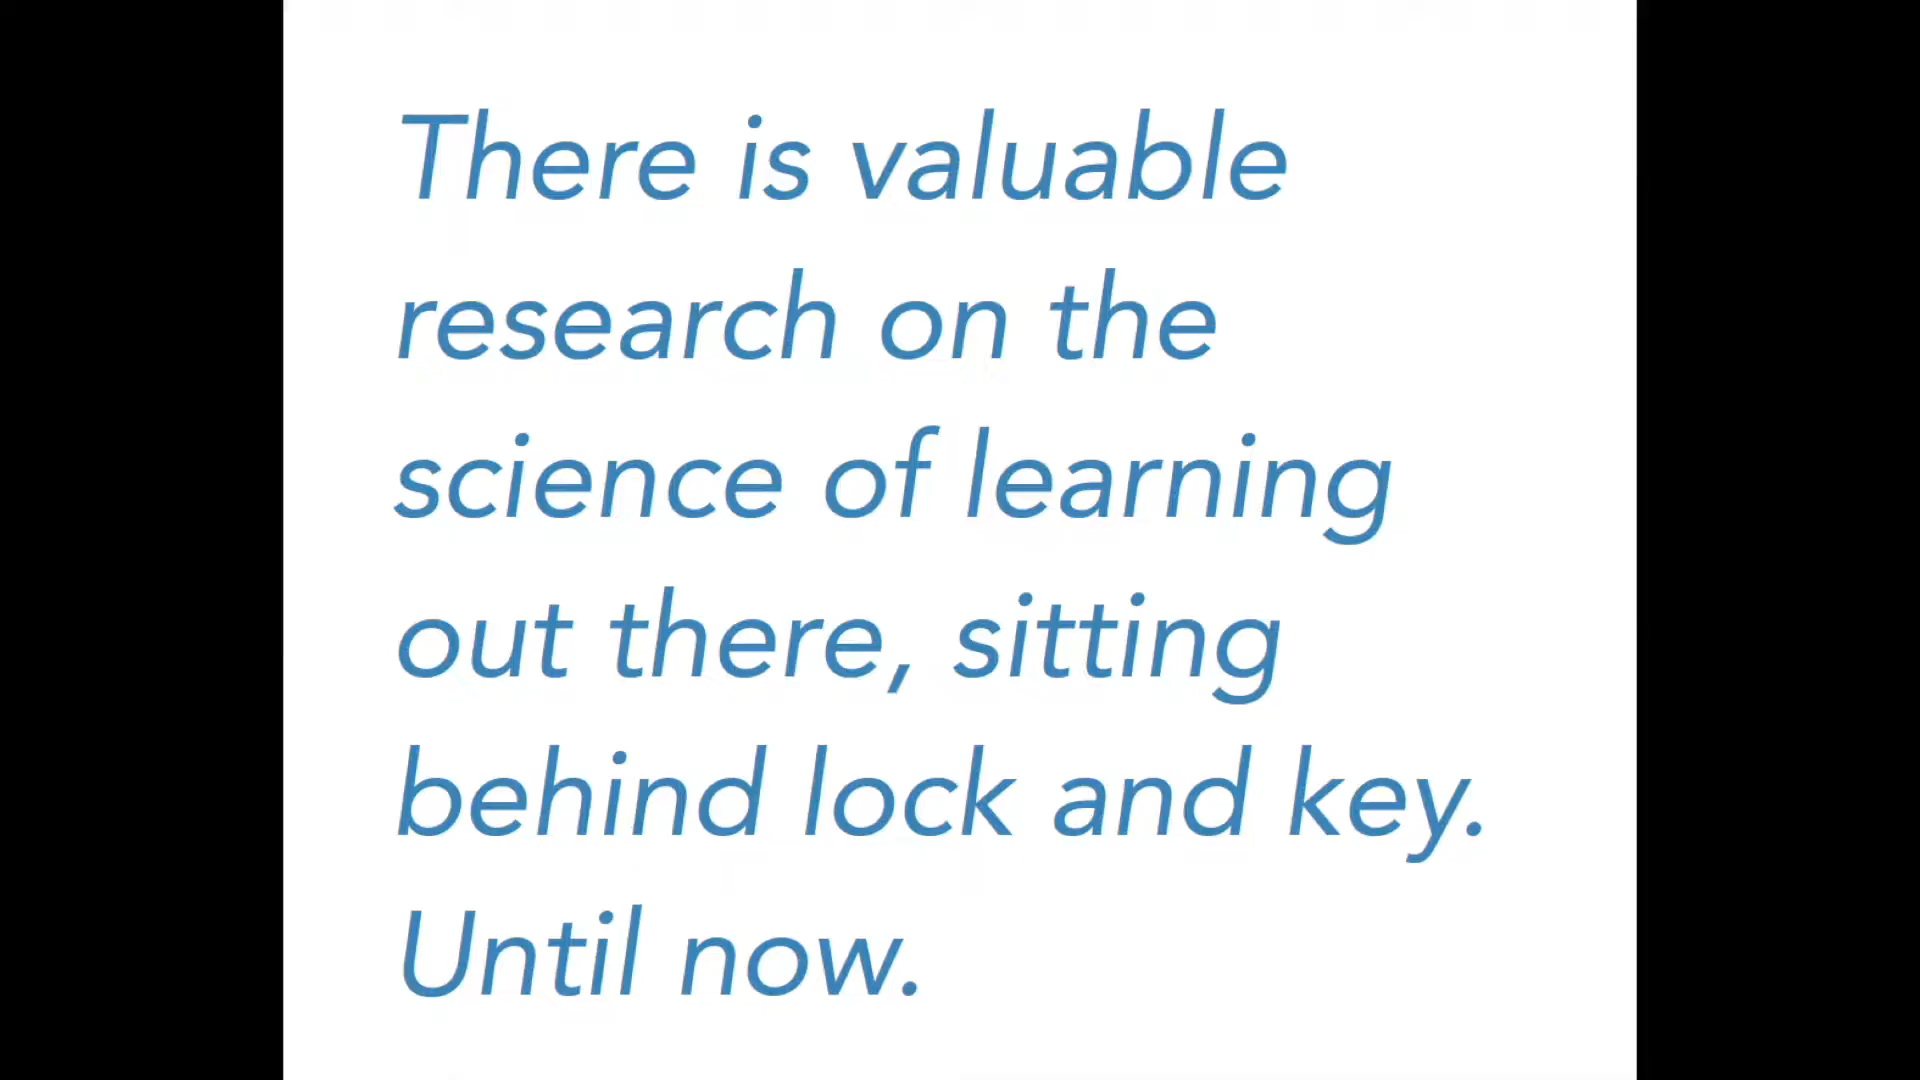 There is valuable
research on the
science of learning
out there, sitting
behind lock and key.
Until now.